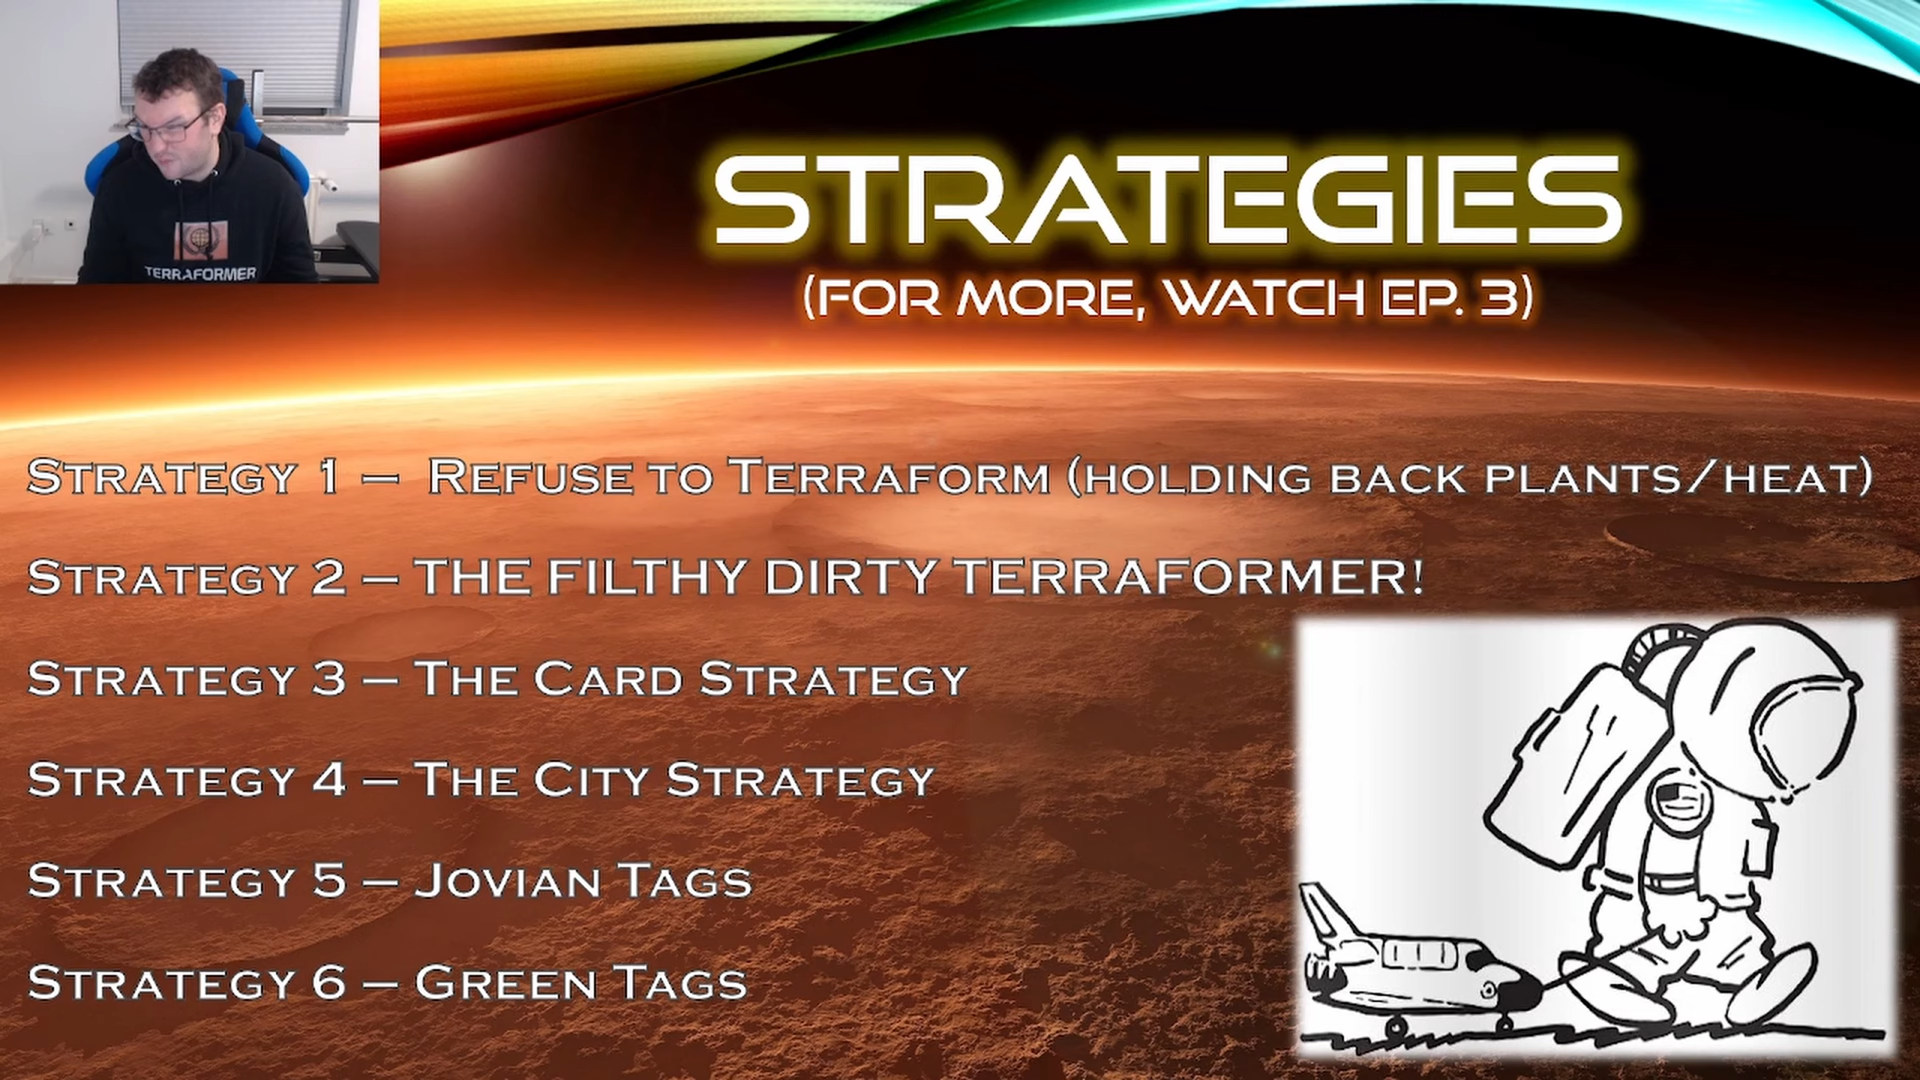 TERRAFORMER
STRATEGIES
(FOR MORE, WATCH EP. 3)
STRATEGY 1 – REFUSE TO TERRAFORM (HOLDING BACK PLANTS/HEAT)
STRATEGY 2 – THE FILTHY DIRTY TERRAFORMER!
STRATEGY 3 – THE CARD STRATEGY
STRATEGY 4 – THE CITY STRATEGY
STRATEGY 5 – JOVIAN TAGS
STRATEGY 6 – GREEN TAGS